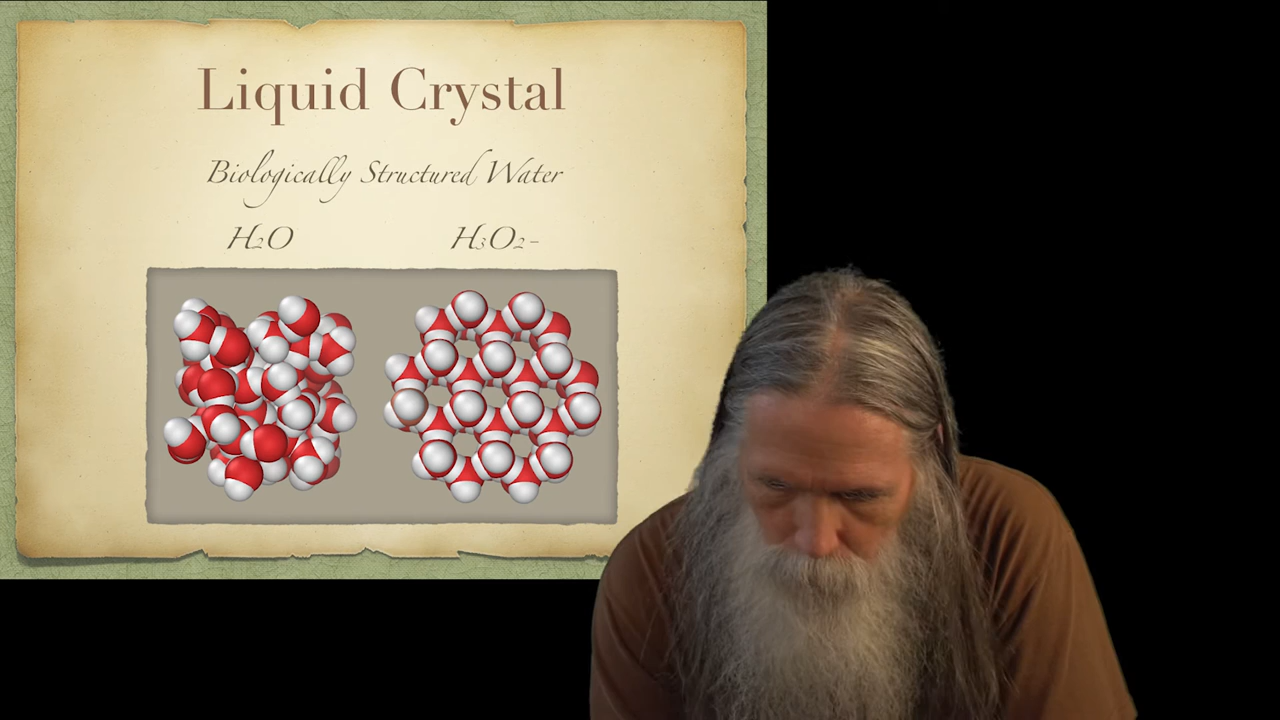 Liquid Crystal
Biologically Structured Water
H₂O H₃O₂-